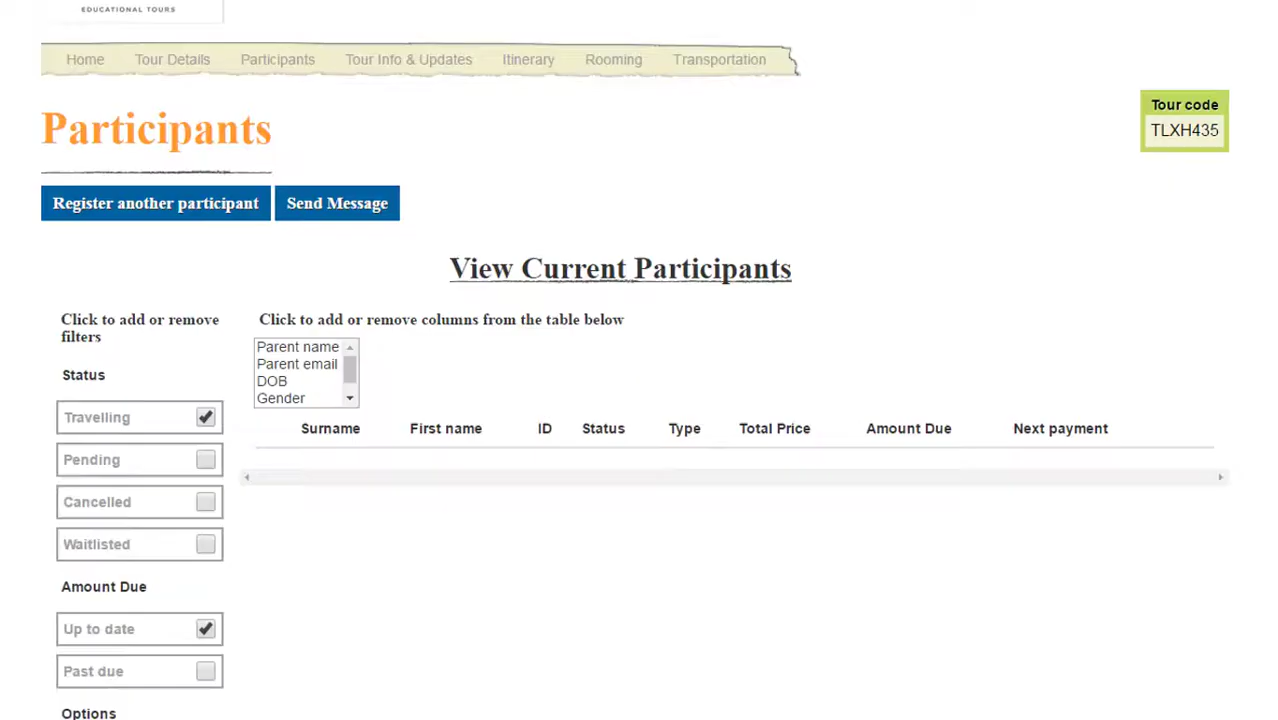 EDUCATIONAL TOURS
Home Tour Details Participants Tour Info & Updates Itinerary Rooming Transportation
Participants
Tour code
TLXH435
Register another participant Send Message
View Current Participants
Click to add or remove
filters
Click to add or remove columns from the table below
Parent name
Parent email
DOB
Gender
Status
Travelling
Pending
Cancelled
Waitlisted
Surname First name ID Status Type Total Price Amount Due Next payment
Amount Due
Up to date
Past due
Options